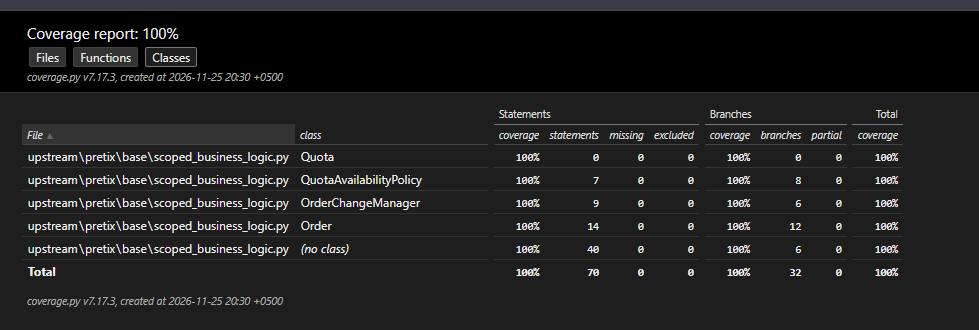 Coverage report: 100%
Files Functions Classes
coverage.py v7.17.3, created at 2026-11-25 20:30 +0500
Statements Branches Total
File class coverage statements missing excluded coverage branches partial coverage
upstream\pretix\base\scoped_business_logic.py Quota 100% 0 0 0 100% 0 0 100%
upstream\pretix\base\scoped_business_logic.py QuotaAvailabilityPolicy 100% 7 0 0 100% 8 0 100%
upstream\pretix\base\scoped_business_logic.py OrderChangeManager 100% 9 0 0 100% 6 0 100%
upstream\pretix\base\scoped_business_logic.py Order 100% 14 0 0 100% 12 0 100%
upstream\pretix\base\scoped_business_logic.py (no class) 100% 40 0 0 100% 6 0 100%
Total 100% 70 0 0 100% 32 0 100%
coverage.py v7.17.3, created at 2026-11-25 20:30 +0500